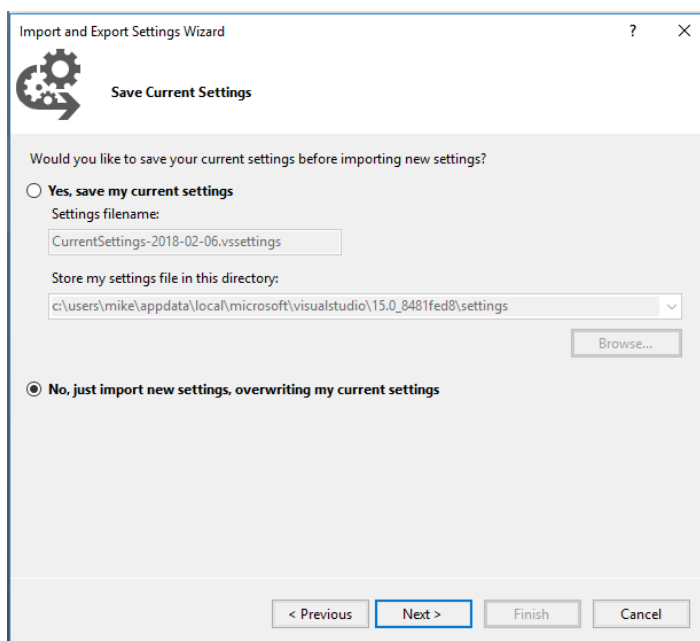 Import and Export Settings Wizard
?
Save Current Settings
Would you like to save your current settings before importing new settings?
Yes, save my current settings
Settings filename:
CurrentSettings-2018-02-06.vssettings
Store my settings file in this directory:
c:\users\mike\appdata\local\microsoft\visualstudio\15.0_8481fed8\settings
Browse...
No, just import new settings, overwriting my current settings
< Previous
Next >
Finish
Cancel